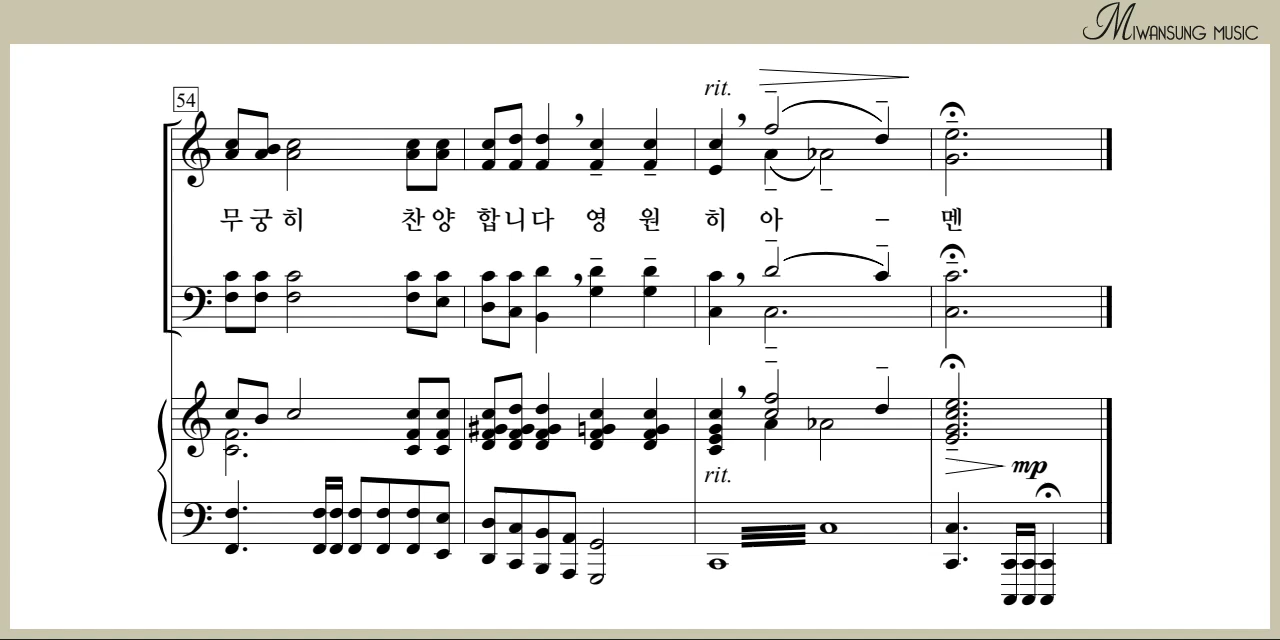 MIWANSUNG MUSIC
rit.
54
무 궁 히 찬 양 합 니 다 영 원 히 아 – 멘
rit.
mp